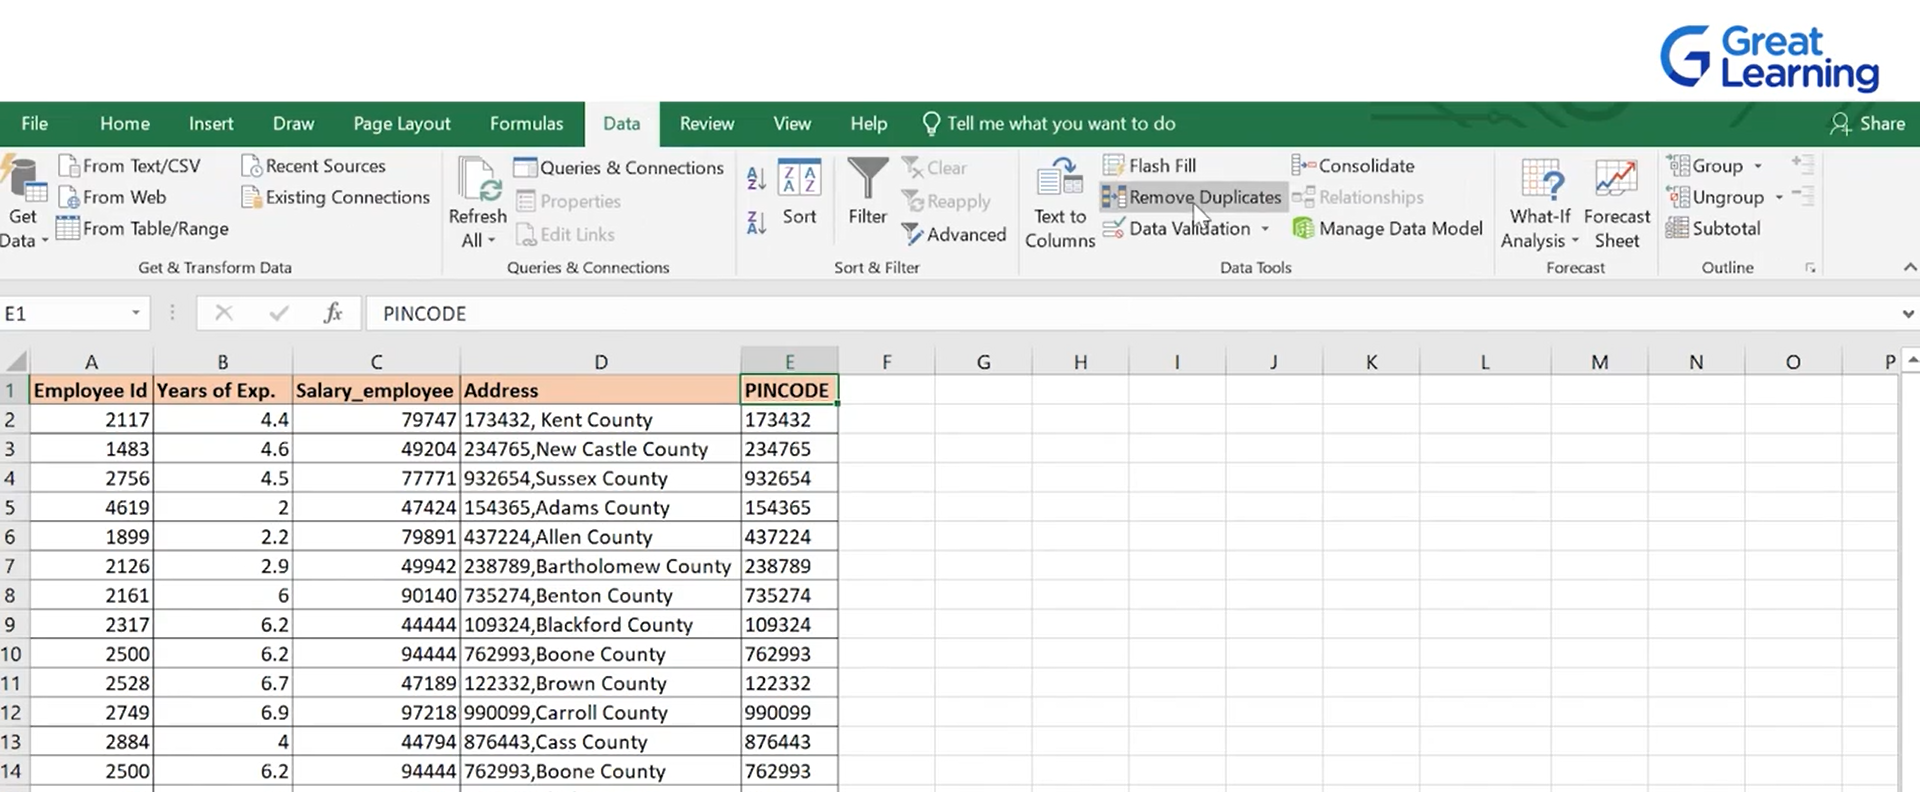 Great
Learning
File Home Insert Draw Page Layout Formulas Data Review View Help Tell me what you want to do Share
From Text/CSV Recent Sources Queries & Connections Clear Flash Fill Consolidate Group
From Web Existing Connections Properties Reapply Remove Duplicates Relationships Ungroup
Get Data From Table/Range Refresh All Edit Links Sort Filter Advanced Text to Columns Data Validation Manage Data Model What-If Analysis Forecast Sheet Subtotal
Get & Transform Data Queries & Connections Sort & Filter Data Tools Forecast Outline
E1 fx PINCODE
A B C D E F G H I J K L M N O P
1 Employee Id Years of Exp. Salary_employee Address PINCODE
2 2117 4.4 79747 173432, Kent County 173432
3 1483 4.6 49204 234765,New Castle County 234765
4 2756 4.5 77771 932654,Sussex County 932654
5 4619 2 47424 154365,Adams County 154365
6 1899 2.2 79891 437224,Allen County 437224
7 2126 2.9 49942 238789,Bartholomew County 238789
8 2161 6 90140 735274,Benton County 735274
9 2317 6.2 44444 109324,Blackford County 109324
10 2500 6.2 94444 762993,Boone County 762993
11 2528 6.7 47189 122332,Brown County 122332
12 2749 6.9 97218 990099,Carroll County 990099
13 2884 4 44794 876443,Cass County 876443
14 2500 6.2 94444 762993,Boone County 762993